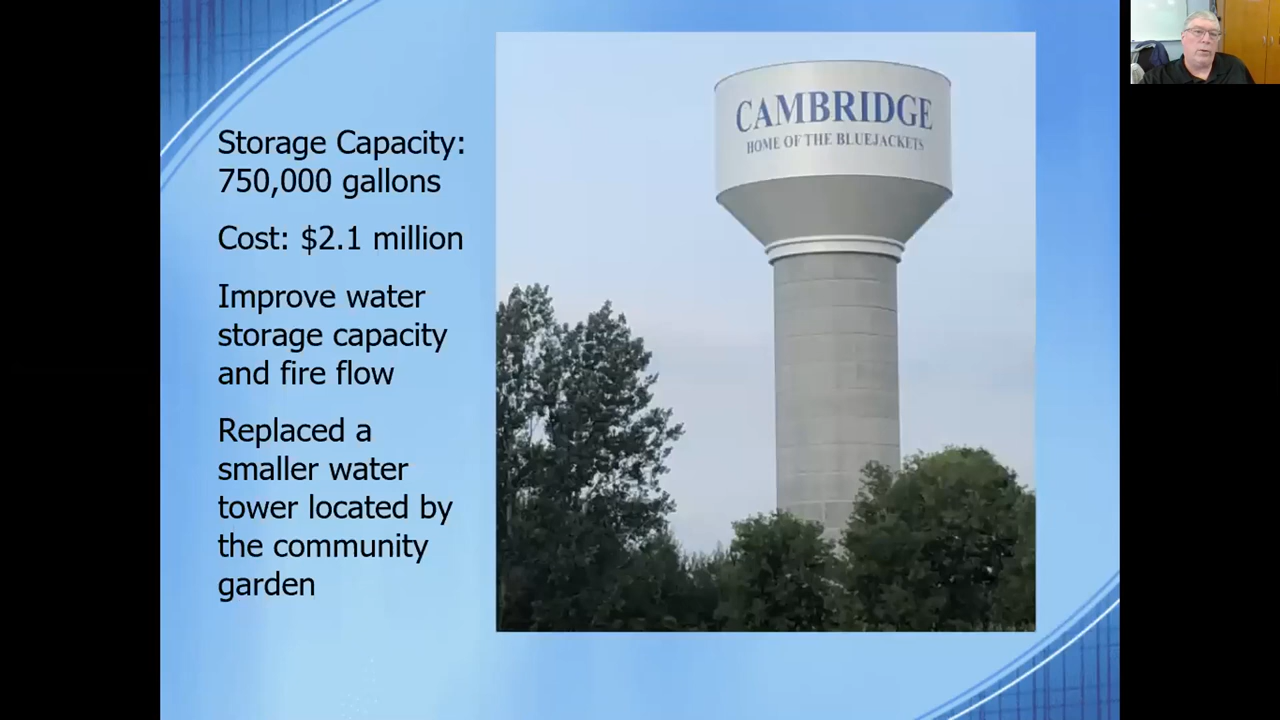 Storage Capacity:
750,000 gallons
Cost: $2.1 million
Improve water
storage capacity
and fire flow
Replaced a
smaller water
tower located by
the community
garden
CAMBRIDGE
HOME OF THE BLUEJACKETS